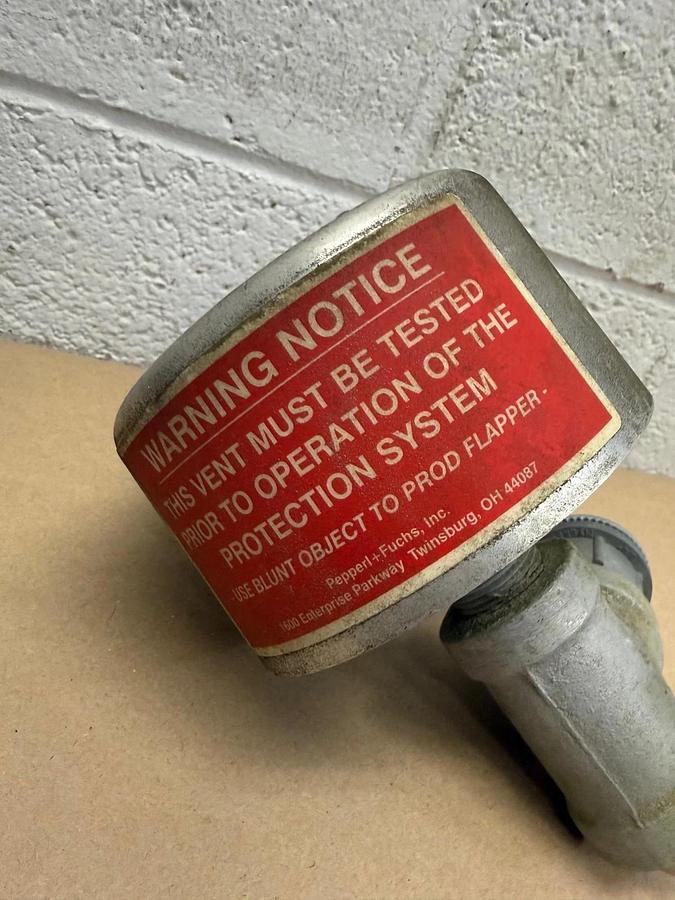 WARNING NOTICE
THIS VENT MUST BE TESTED
PRIOR TO OPERATION OF THE
PROTECTION SYSTEM
-USE BLUNT OBJECT TO PROD FLAPPER-
Pepperl+Fuchs, Inc.
1600 Enterprise Parkway Twinsburg, OH 44087